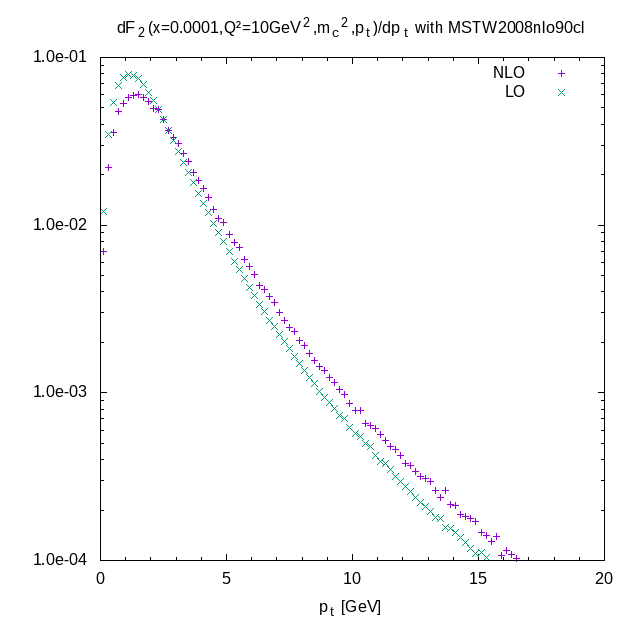 dF2(x=0.0001,Q²=10GeV2,mc2,pt)/dpt with MSTW2008nlo90cl
1.0e-01
NLO
LO
1.0e-02
1.0e-03
1.0e-04
0 5 10 15 20
pt [GeV]